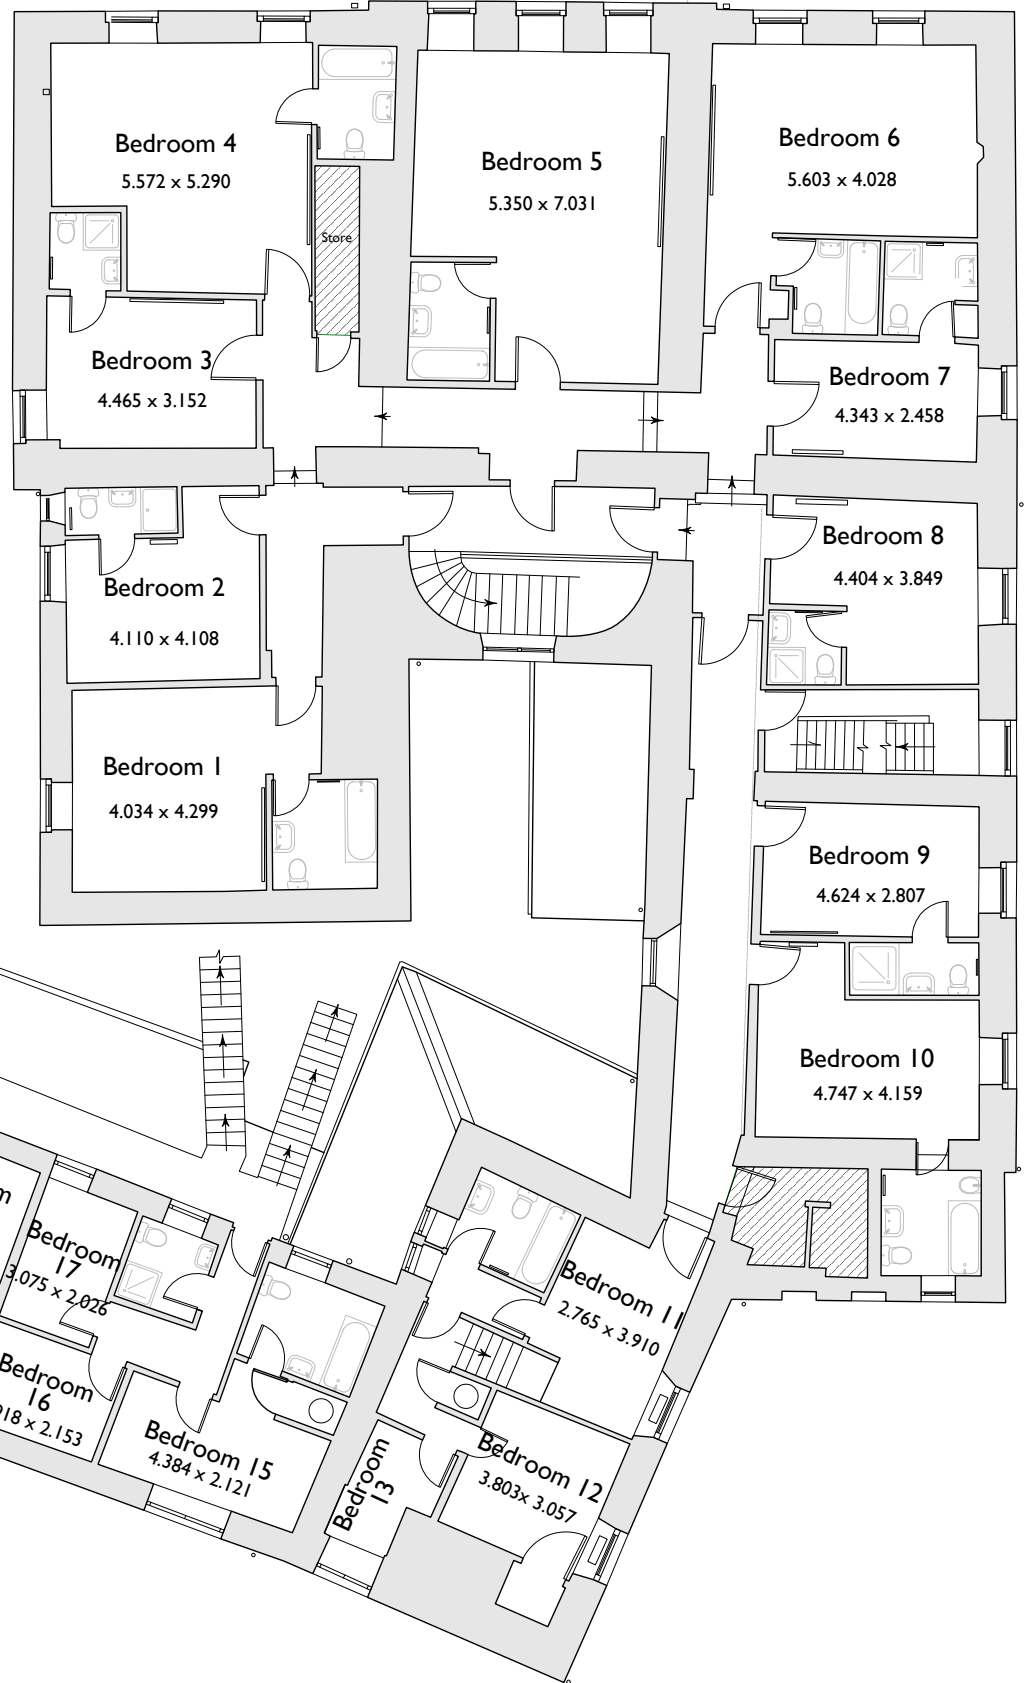 Bedroom 4
5.572 x 5.290
Store
Bedroom 5
5.350 x 7.031
Bedroom 6
5.603 x 4.028
Bedroom 3
4.465 x 3.152
Bedroom 7
4.343 x 2.458
Bedroom 8
4.404 x 3.849
Bedroom 2
4.110 x 4.108
Bedroom 1
4.034 x 4.299
Bedroom 9
4.624 x 2.807
Bedroom 10
4.747 x 4.159
m
Bedroom
17
3.075 x 2.026
Bedroom 11
2.765 x 3.910
Bedroom
16
918 x 2.153
Bedroom 15
4.384 x 2.121
Bedroom
13
Bedroom 12
3.803x 3.057